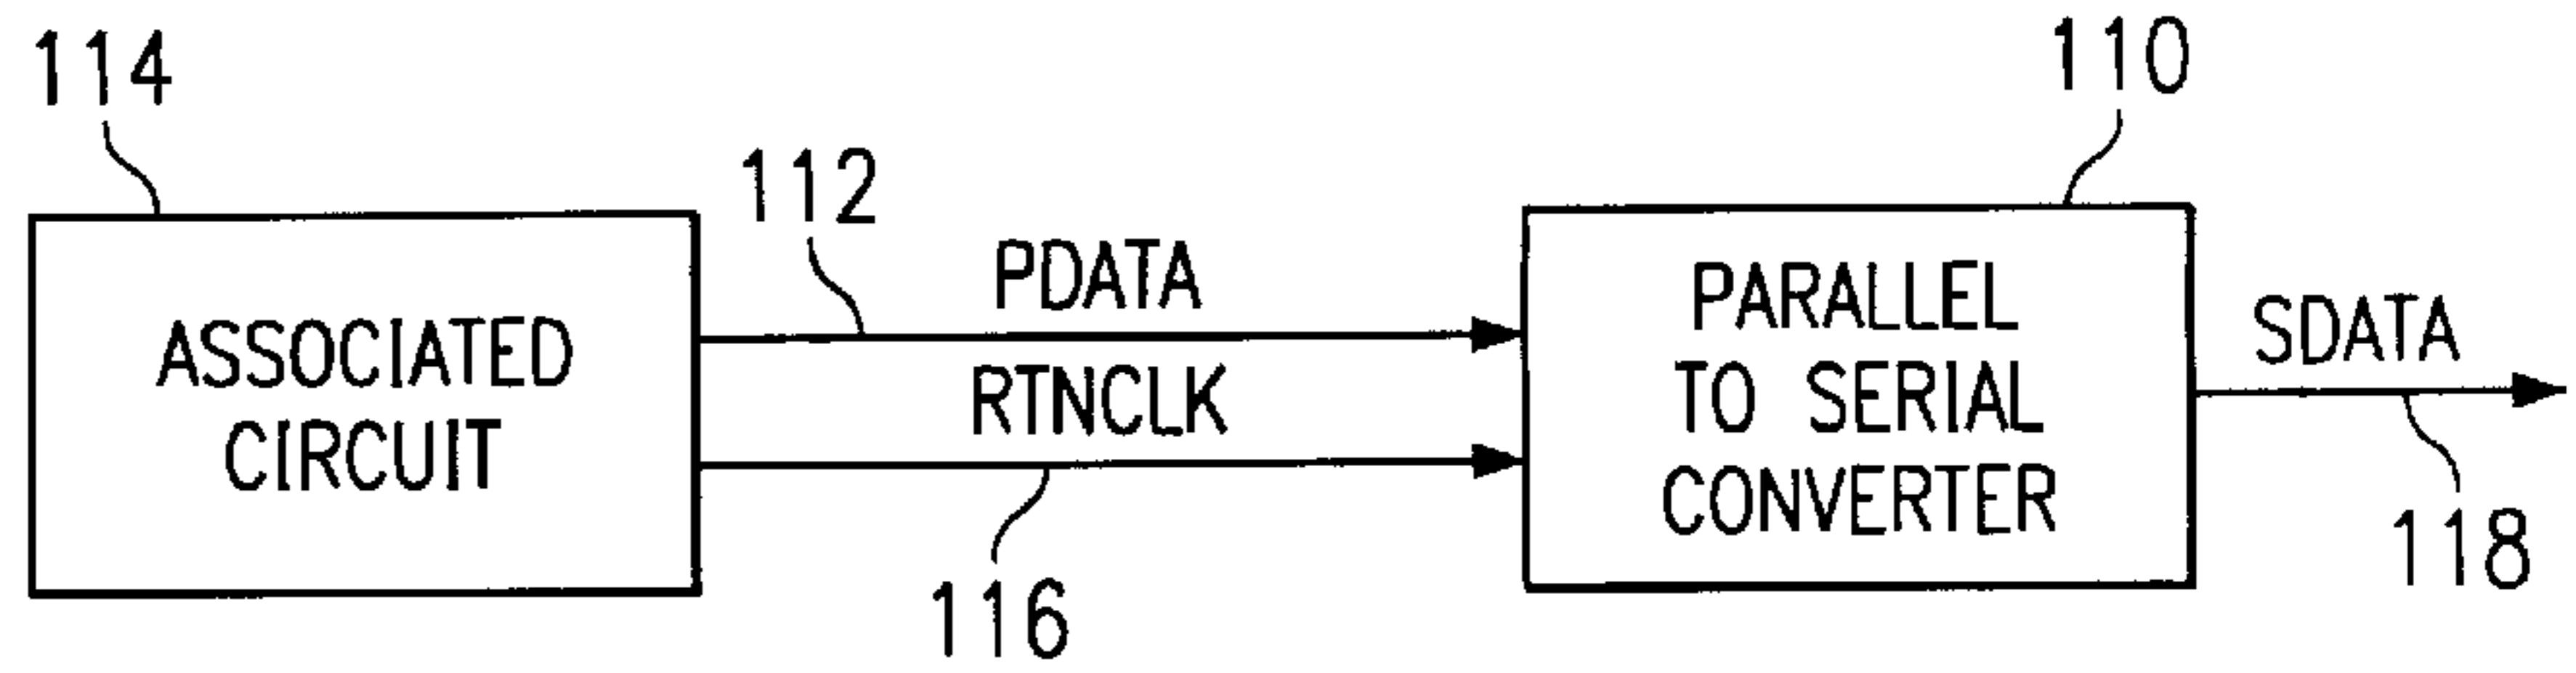 114
110
112
PDATA
PARALLEL
TO SERIAL
CONVERTER
ASSOCIATED
CIRCUIT
RTNCLK
SDATA
116
118